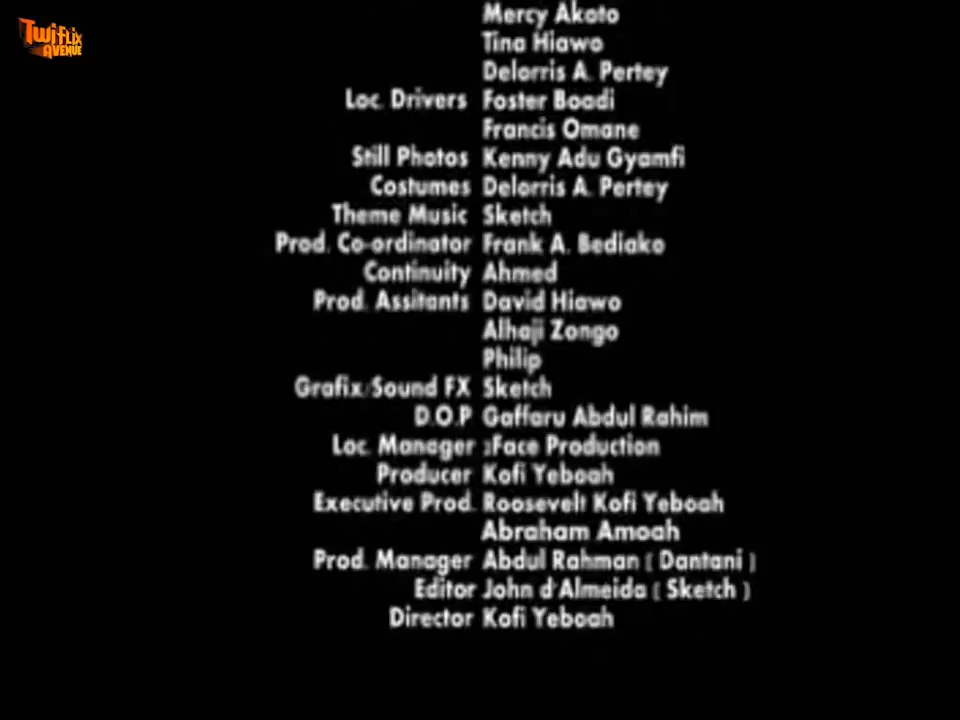 TWIFLIX
AVENUE
Mercy Akoto
Tina Hiawo
Delorris A. Pertey
Loc. Drivers Foster Boadi
Francis Omane
Still Photos Kenny Adu Gyamfi
Costumes Delorris A. Pertey
Theme Music Sketch
Prod. Co-ordinator Frank A. Bediako
Continuity Ahmed
Prod. Assitants David Hiawo
Alhaji Zongo
Philip
Grafix/Sound FX Sketch
D.O.P Gaffaru Abdul Rahim
Loc. Manager :Face Production
Producer Kofi Yeboah
Executive Prod. Roosevelt Kofi Yeboah
Abraham Amoah
Prod. Manager Abdul Rahman ( Dantani )
Editor John d'Almeida ( Sketch )
Director Kofi Yeboah